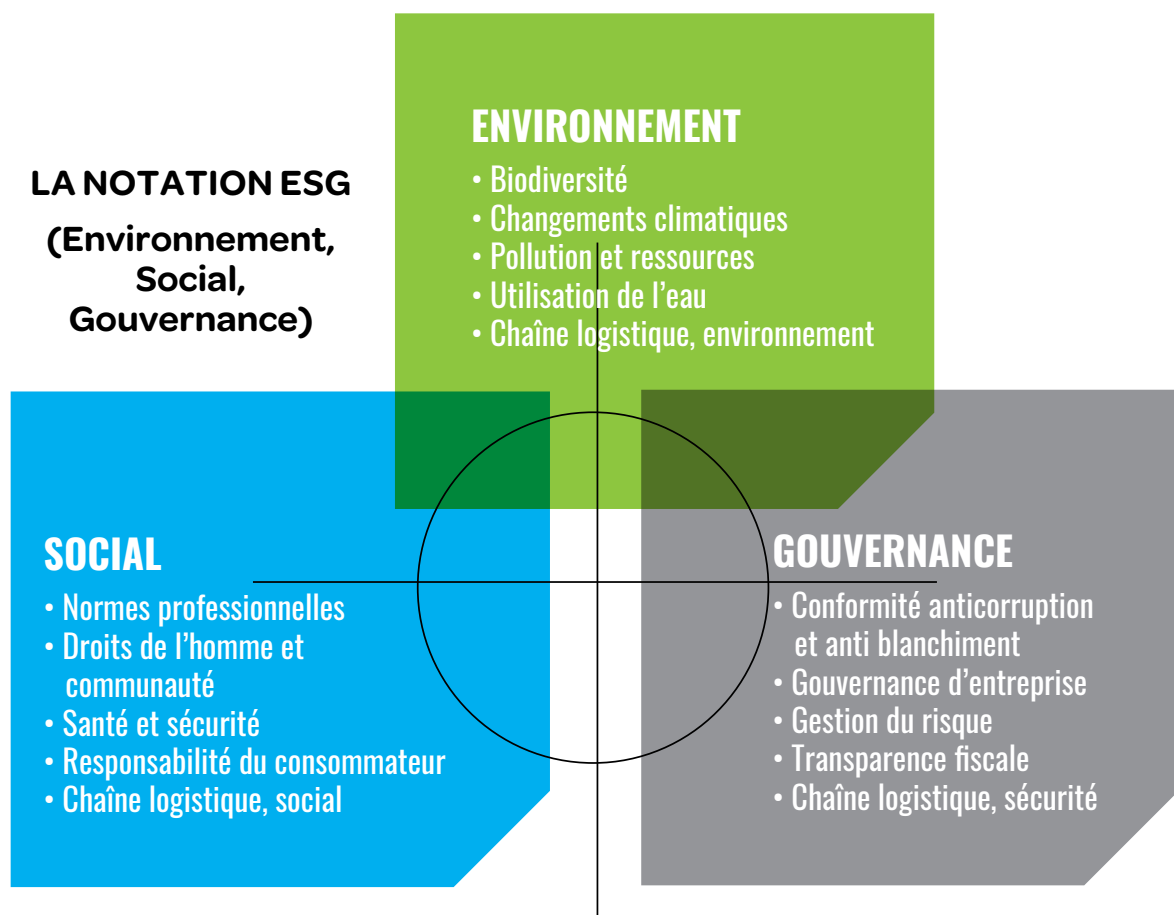 LA NOTATION ESG
(Environnement,
Social,
Gouvernance)
ENVIRONNEMENT
• Biodiversité
• Changements climatiques
• Pollution et ressources
• Utilisation de l’eau
• Chaîne logistique, environnement
SOCIAL
• Normes professionnelles
• Droits de l’homme et
communauté
• Santé et sécurité
• Responsabilité du consommateur
• Chaîne logistique, social
GOUVERNANCE
• Conformité anticorruption
et anti blanchiment
• Gouvernance d’entreprise
• Gestion du risque
• Transparence fiscale
• Chaîne logistique, sécurité